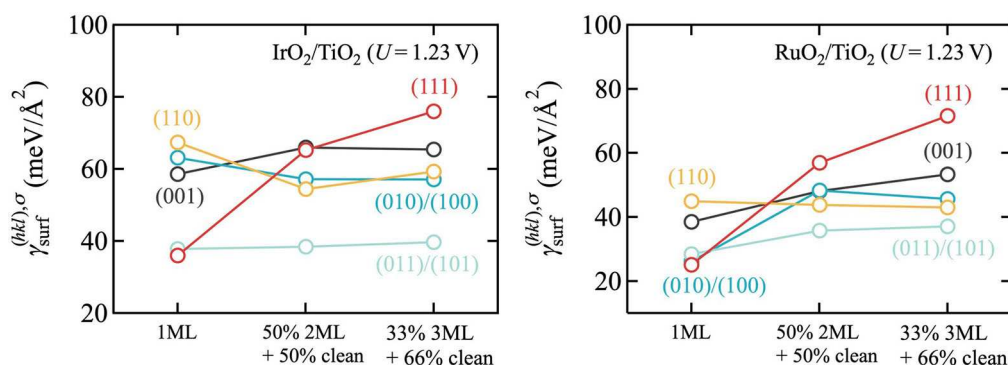 100
80
60
40
20
γsurf(hkl),σ (meV/Å2)
IrO2/TiO2 (U = 1.23 V)
(111)
(110)
(001)
(010)/(100)
(011)/(101)
1ML
50% 2ML
+ 50% clean
33% 3ML
+ 66% clean
100
80
60
40
20
γsurf(hkl),σ (meV/Å2)
RuO2/TiO2 (U = 1.23 V)
(111)
(001)
(110)
(011)/(101)
(010)/(100)
1ML
50% 2ML
+ 50% clean
33% 3ML
+ 66% clean